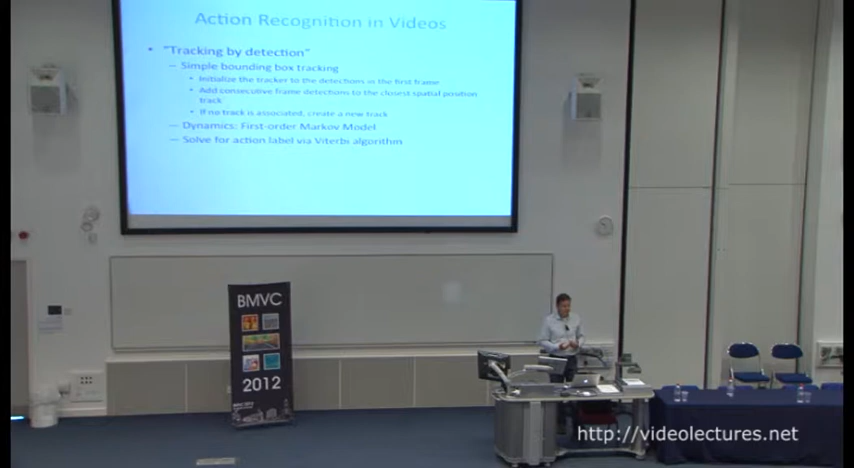 Action Recognition in Videos
• "Tracking by detection"
– Simple bounding box tracking
• Initialize the tracker to the detections in the first frame
• Add consecutive frame detections to the closest spatial position
track
• If no track is associated, create a new track
– Dynamics: First-order Markov Model
– Solve for action label via Viterbi algorithm
BMVC
2012
http://videolectures.net